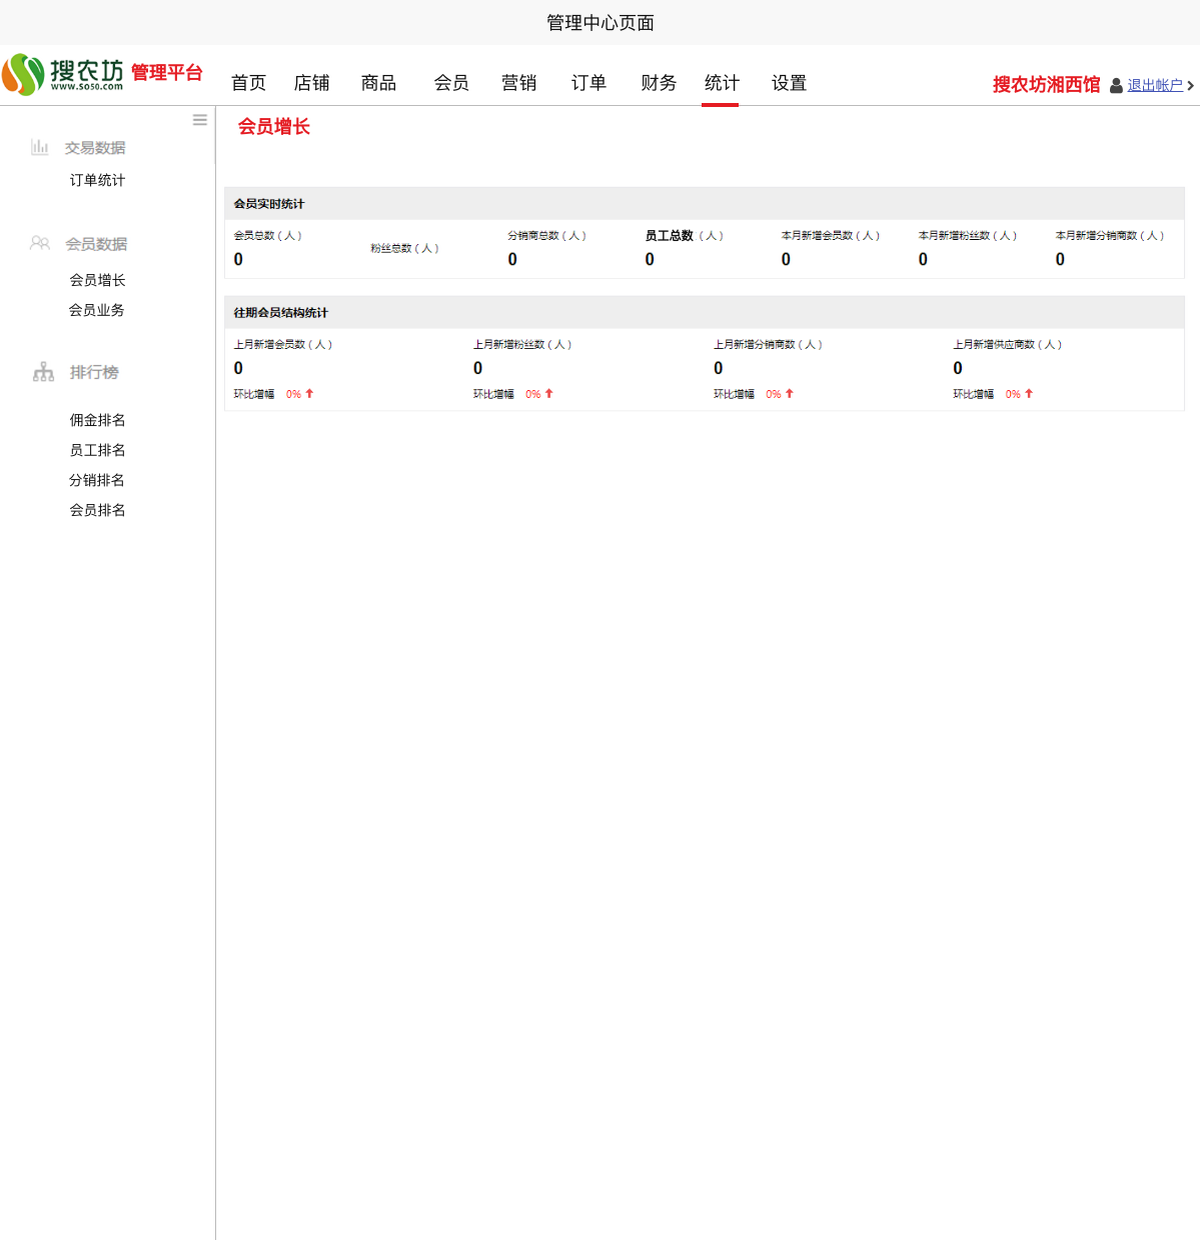 管理中心页面
搜农坊 管理平台 首页 店铺 商品 会员 营销 订单 财务 统计 设置 搜农坊湘西馆 退出帐户
www.soso.com
会员增长
交易数据
订单统计
会员数据
会员增长
会员业务
排行榜
佣金排名
员工排名
分销排名
会员排名
会员实时统计
会员总数（人） 粉丝总数（人） 分销商总数（人） 员工总数（人） 本月新增会员数（人） 本月新增粉丝数（人） 本月新增分销商数（人）
0 0 0 0 0 0
往期会员结构统计
上月新增会员数（人） 上月新增粉丝数（人） 上月新增分销商数（人） 上月新增供应商数（人）
0 0 0 0
环比增幅 0% 环比增幅 0% 环比增幅 0% 环比增幅 0%